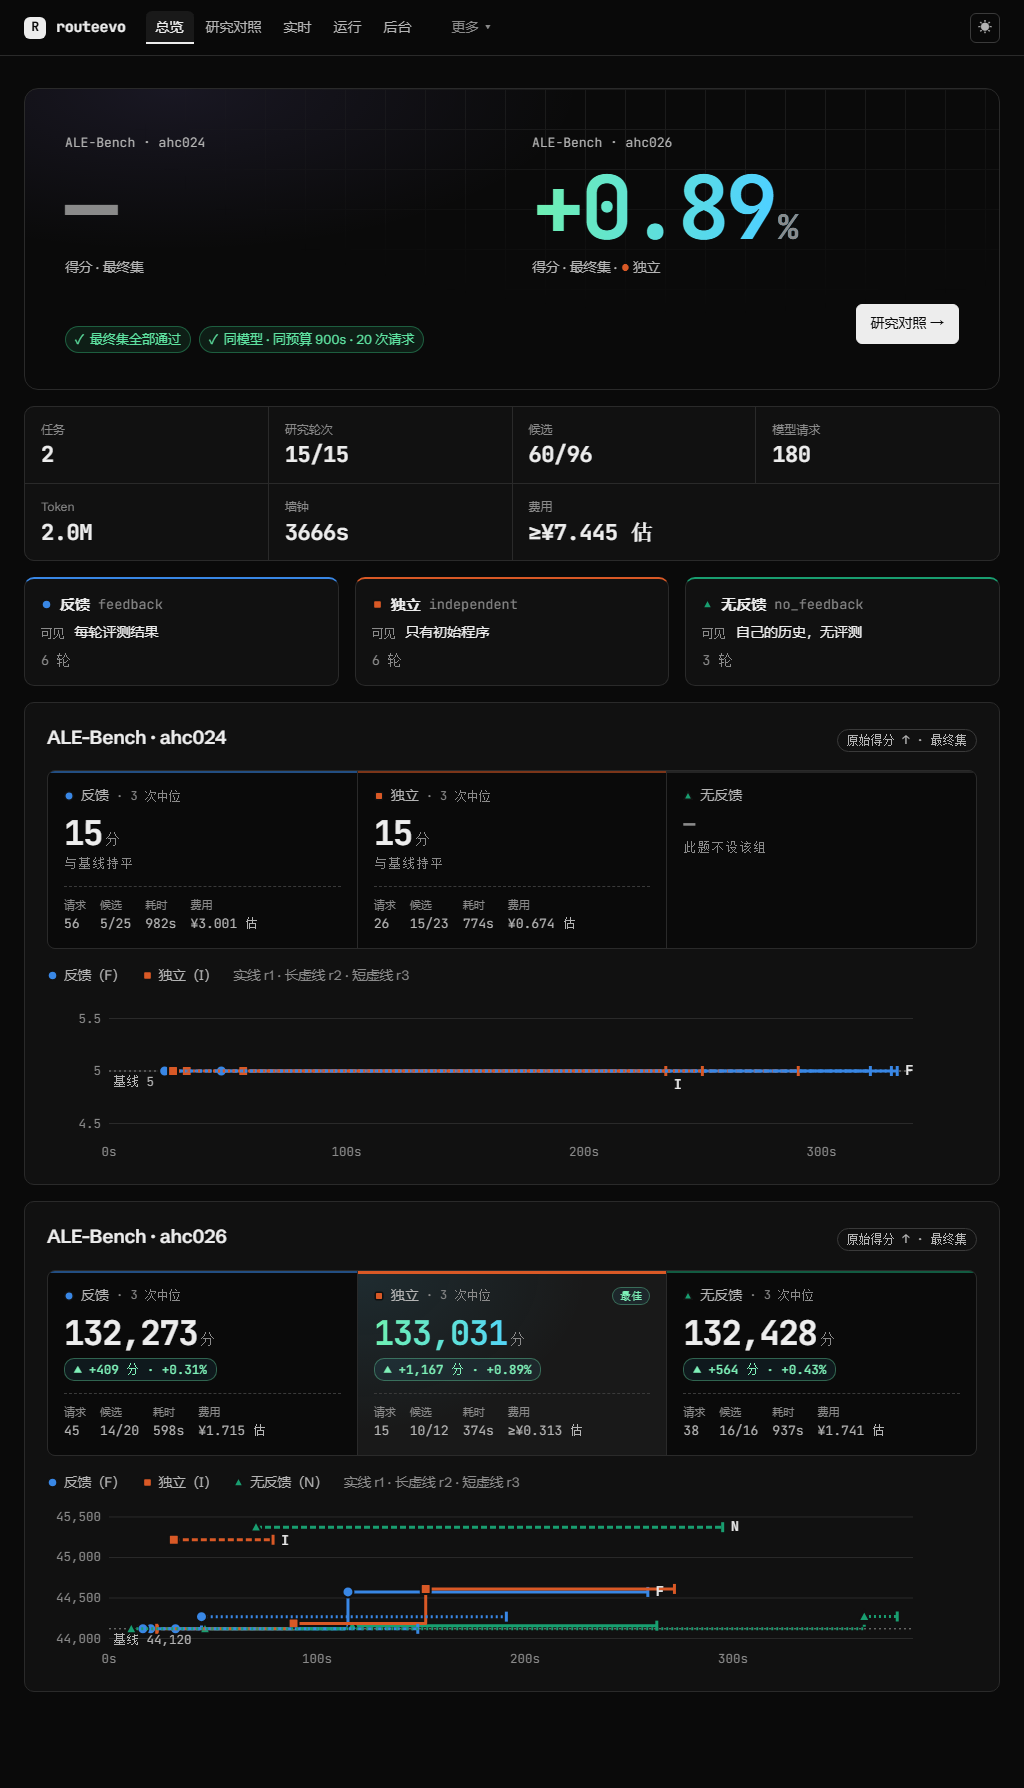 R routeevo 总览 研究对照 实时 运行 后台 更多 ▾
ALE-Bench · ahc024
—
得分 · 最终集
ALE-Bench · ahc026
+0.89%
得分 · 最终集 · ● 独立
✓ 最终集全部通过 ✓ 同模型 · 同预算 900s · 20 次请求
研究对照 →
任务
2
研究轮次
15/15
候选
60/96
模型请求
180
Token
2.0M
墙钟
3666s
费用
≥¥7.445 估
● 反馈 feedback
可见 每轮评测结果
6 轮
■ 独立 independent
可见 只有初始程序
6 轮
▲ 无反馈 no_feedback
可见 自己的历史，无评测
3 轮
ALE-Bench · ahc024
原始得分 ↑ · 最终集
● 反馈 · 3 次中位
15 分
与基线持平
请求 候选 耗时 费用
56 5/25 982s ¥3.001 估
■ 独立 · 3 次中位
15 分
与基线持平
请求 候选 耗时 费用
26 15/23 774s ¥0.674 估
▲ 无反馈
—
此题不设该组
● 反馈 (F) ■ 独立 (I) 实线 r1 · 长虚线 r2 · 短虚线 r3
5.5
5
基线 5
F
I
4.5
0s 100s 200s 300s
ALE-Bench · ahc026
原始得分 ↑ · 最终集
● 反馈 · 3 次中位
132,273 分
▲ +409 分 · +0.31%
请求 候选 耗时 费用
45 14/20 598s ¥1.715 估
■ 独立 · 3 次中位 最佳
133,031 分
▲ +1,167 分 · +0.89%
请求 候选 耗时 费用
15 10/12 374s ≥¥0.313 估
▲ 无反馈 · 3 次中位
132,428 分
▲ +564 分 · +0.43%
请求 候选 耗时 费用
38 16/16 937s ¥1.741 估
● 反馈 (F) ■ 独立 (I) ▲ 无反馈 (N) 实线 r1 · 长虚线 r2 · 短虚线 r3
45,500
N
I
45,000
44,500
F
44,000
基线 44,120
0s 100s 200s 300s